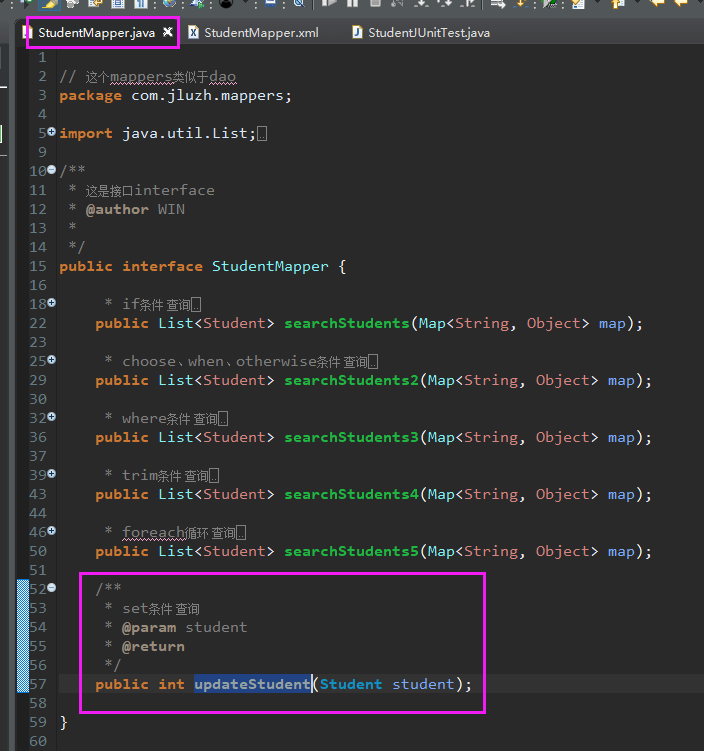 StudentMapper.java StudentMapper.xml StudentJUnitTest.java
1
2 // 这个mappers类似于dao
3 package com.jluzh.mappers;
4
5 import java.util.List;
9
10 /**
11 * 这是接口interface
12 * @author WIN
13 *
14 */
15 public interface StudentMapper {
16
18 * if条件查询
22 public List<Student> searchStudents(Map<String, Object> map);
23
25 * choose、when、otherwise条件查询
29 public List<Student> searchStudents2(Map<String, Object> map);
30
32 * where条件查询
36 public List<Student> searchStudents3(Map<String, Object> map);
37
39 * trim条件查询
43 public List<Student> searchStudents4(Map<String, Object> map);
44
46 * foreach循环查询
50 public List<Student> searchStudents5(Map<String, Object> map);
51
52 /**
53 * set条件查询
54 * @param student
55 * @return
56 */
57 public int updateStudent(Student student);
58
59 }
60